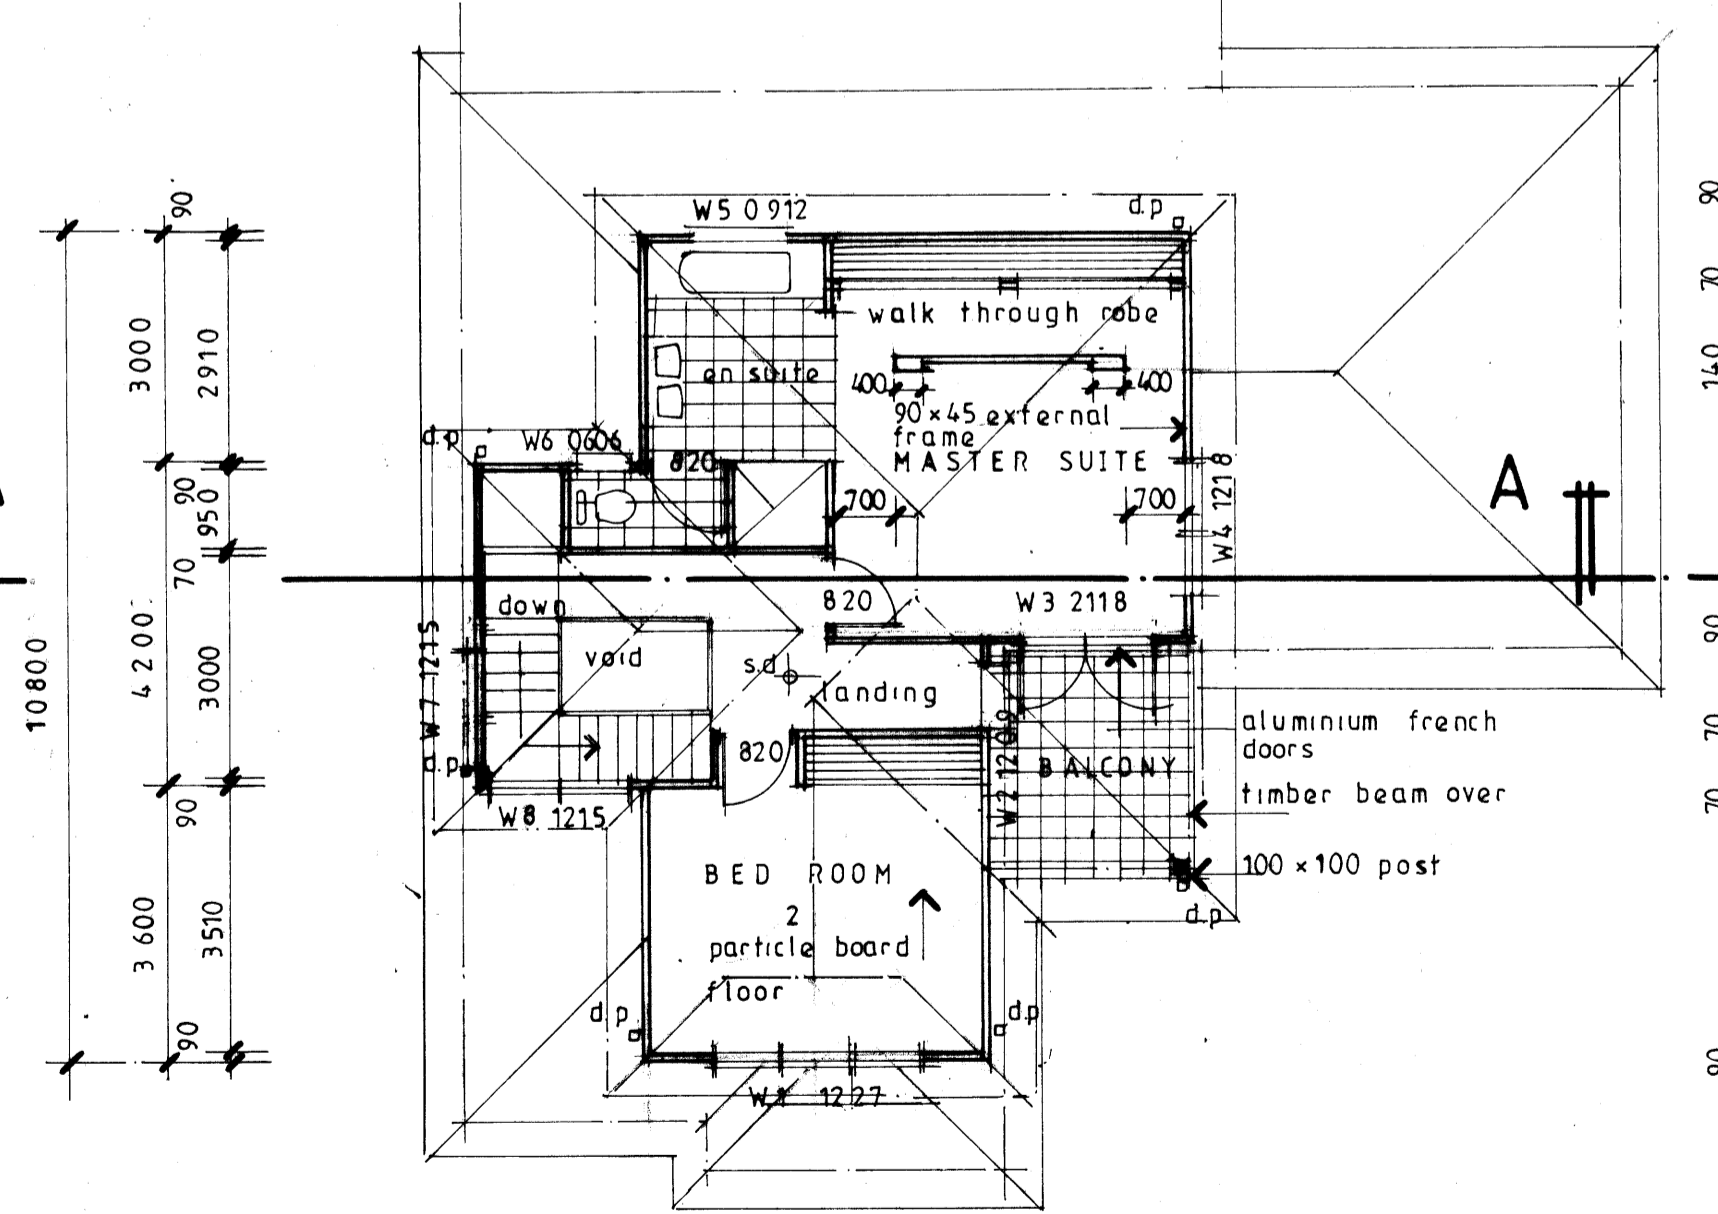 W5 0912
d.p
90
90
walk through robe
3000
2910
70
en suite
400
400
140
90 × 45 external
frame
d.p
W6 0606
820
MASTER SUITE
W4 1218
A
90
950
700
700
70
down
820
W3 2118
10800
4200
3000
W7 1215
void
s.d
landing
90
d.p
820
W2 1209
BALCONY
aluminium french
doors
70
timber beam over
90
W8 1215
70
100 × 100 post
BED ROOM
2
d.p
3600
3510
particle board
floor
d.p
d.p
90
W1 1227
90